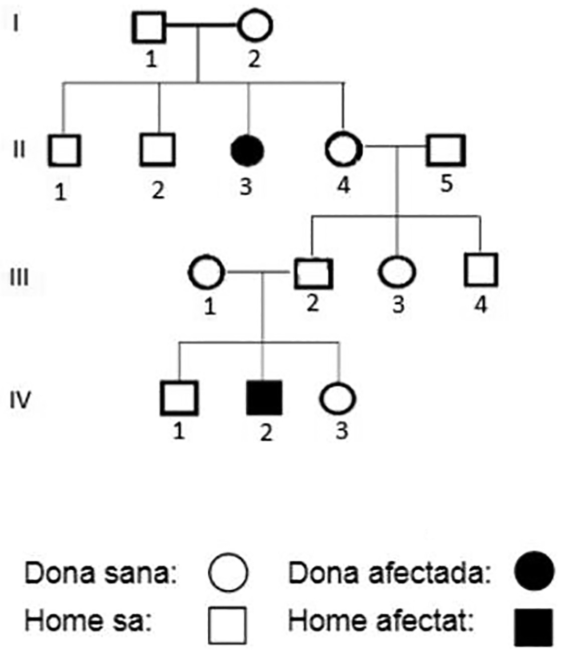 I
1 2
II
1 2 3 4 5
III
1 2 3 4
IV
1 2 3
Dona sana: Dona afectada:
Home sa: Home afectat: